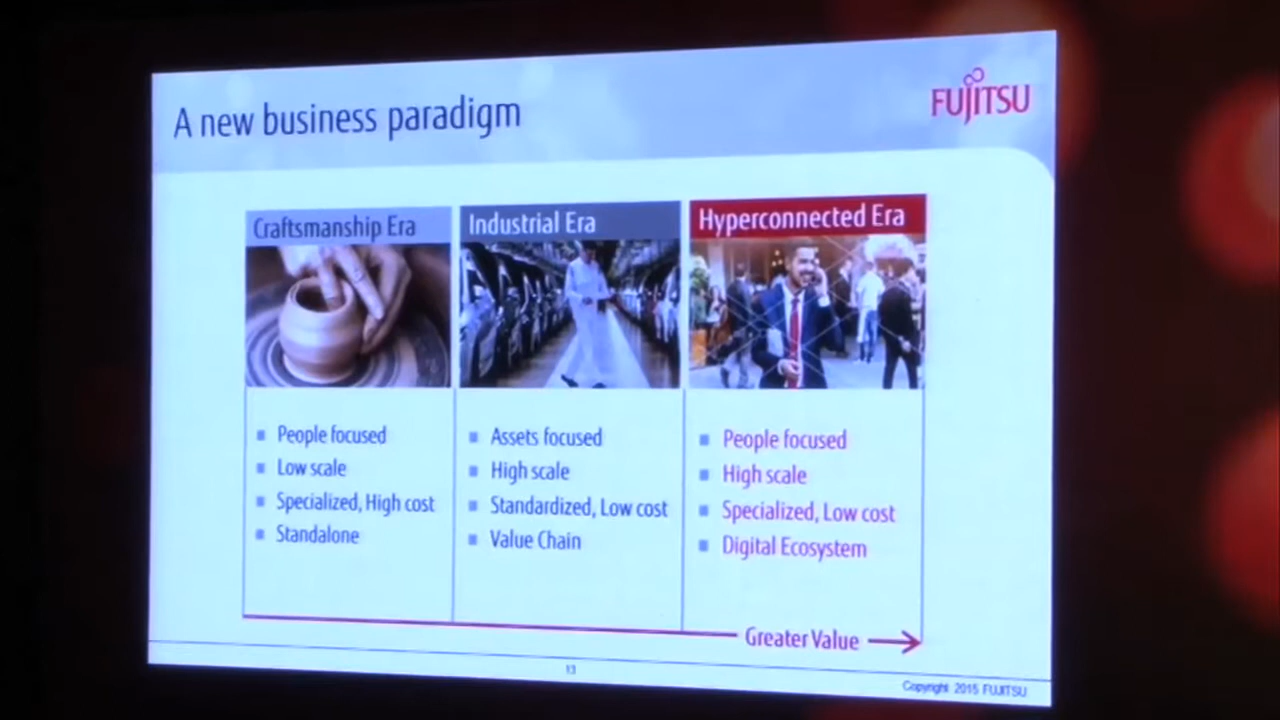 A new business paradigm
FUJITSU
Craftsmanship Era
Industrial Era
Hyperconnected Era
People focused
Low scale
Specialized, High cost
Standalone
Assets focused
High scale
Standardized, Low cost
Value Chain
People focused
High scale
Specialized, Low cost
Digital Ecosystem
Greater Value
13
Copyright 2015 FUJITSU